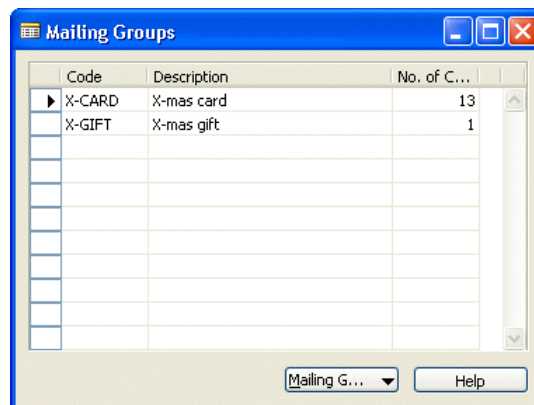 Mailing Groups
Code Description No. of C...
X-CARD X-mas card 13
X-GIFT X-mas gift 1
Mailing G... Help